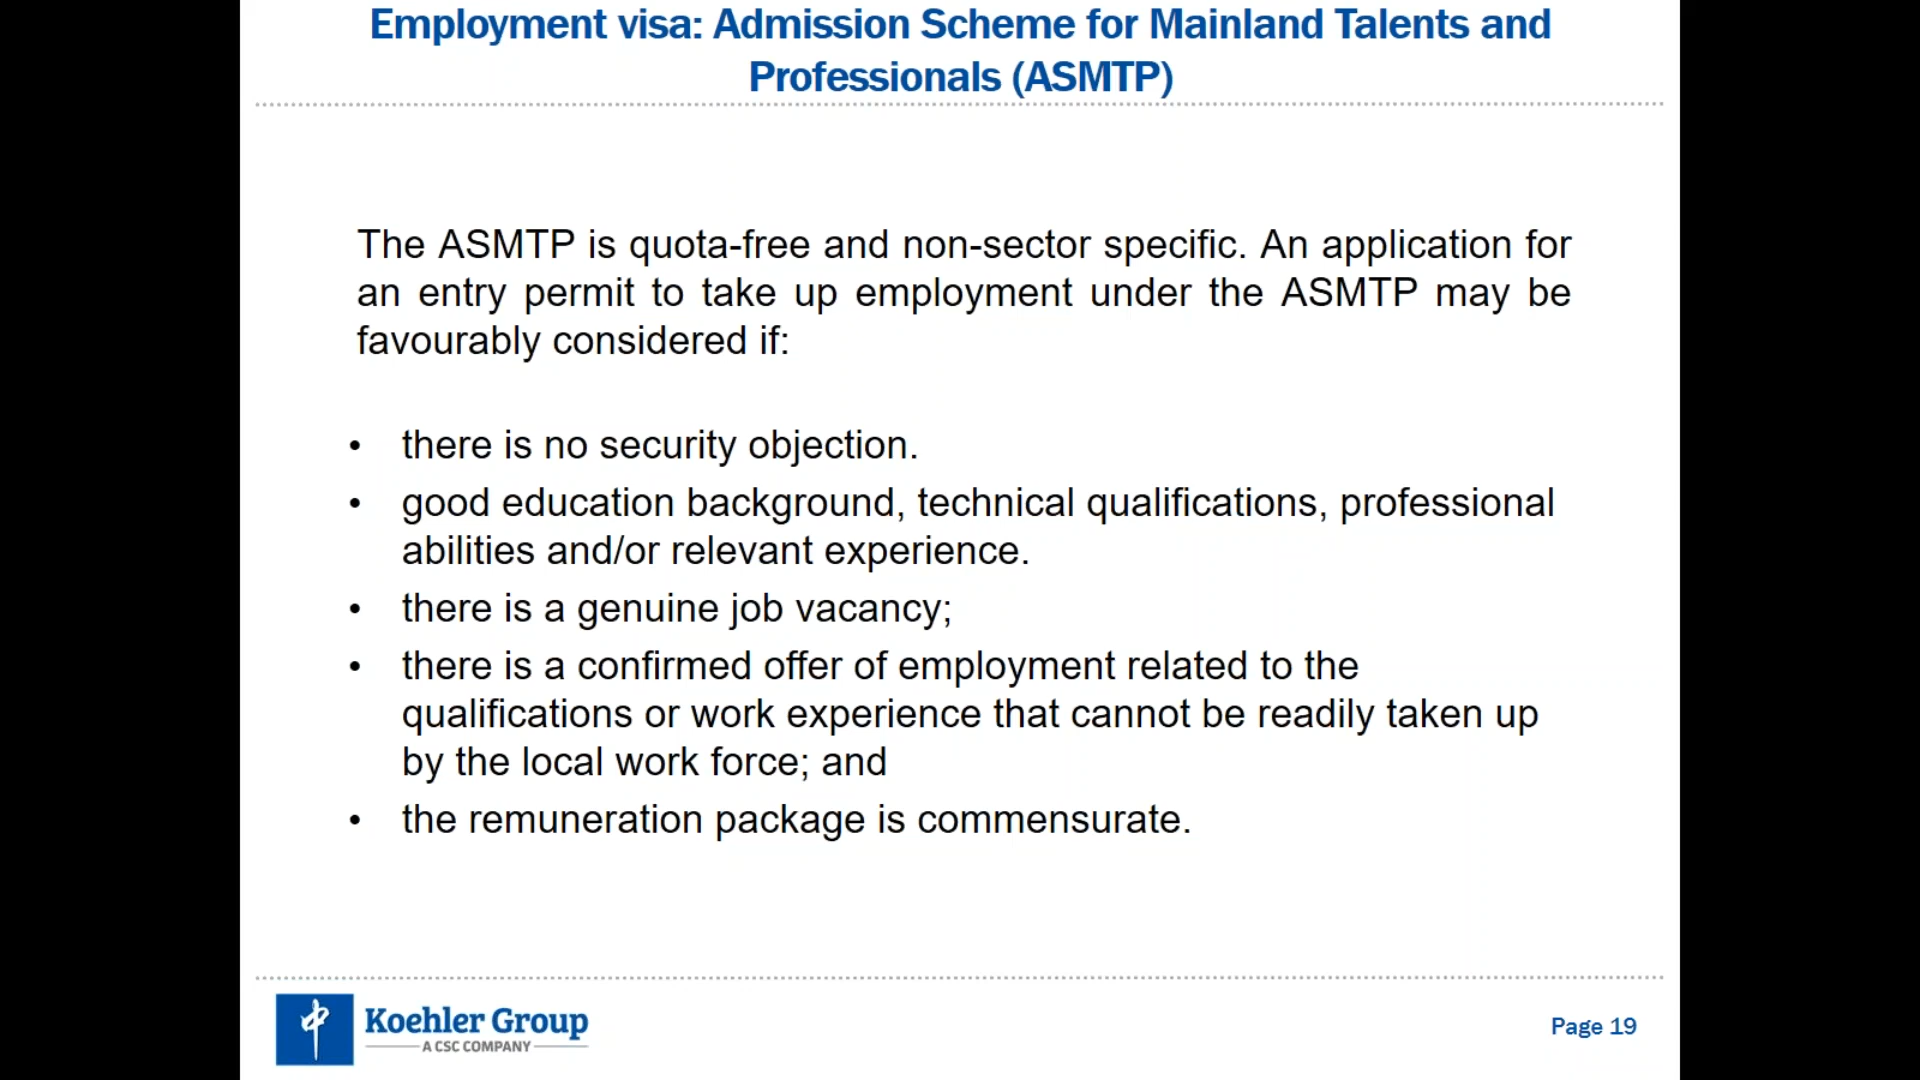 Employment visa: Admission Scheme for Mainland Talents and
Professionals (ASMTP)
The ASMTP is quota-free and non-sector specific. An application for
an entry permit to take up employment under the ASMTP may be
favourably considered if:
• there is no security objection.
• good education background, technical qualifications, professional
abilities and/or relevant experience.
• there is a genuine job vacancy;
• there is a confirmed offer of employment related to the
qualifications or work experience that cannot be readily taken up
by the local work force; and
• the remuneration package is commensurate.
Koehler Group
A CSC COMPANY
Page 19